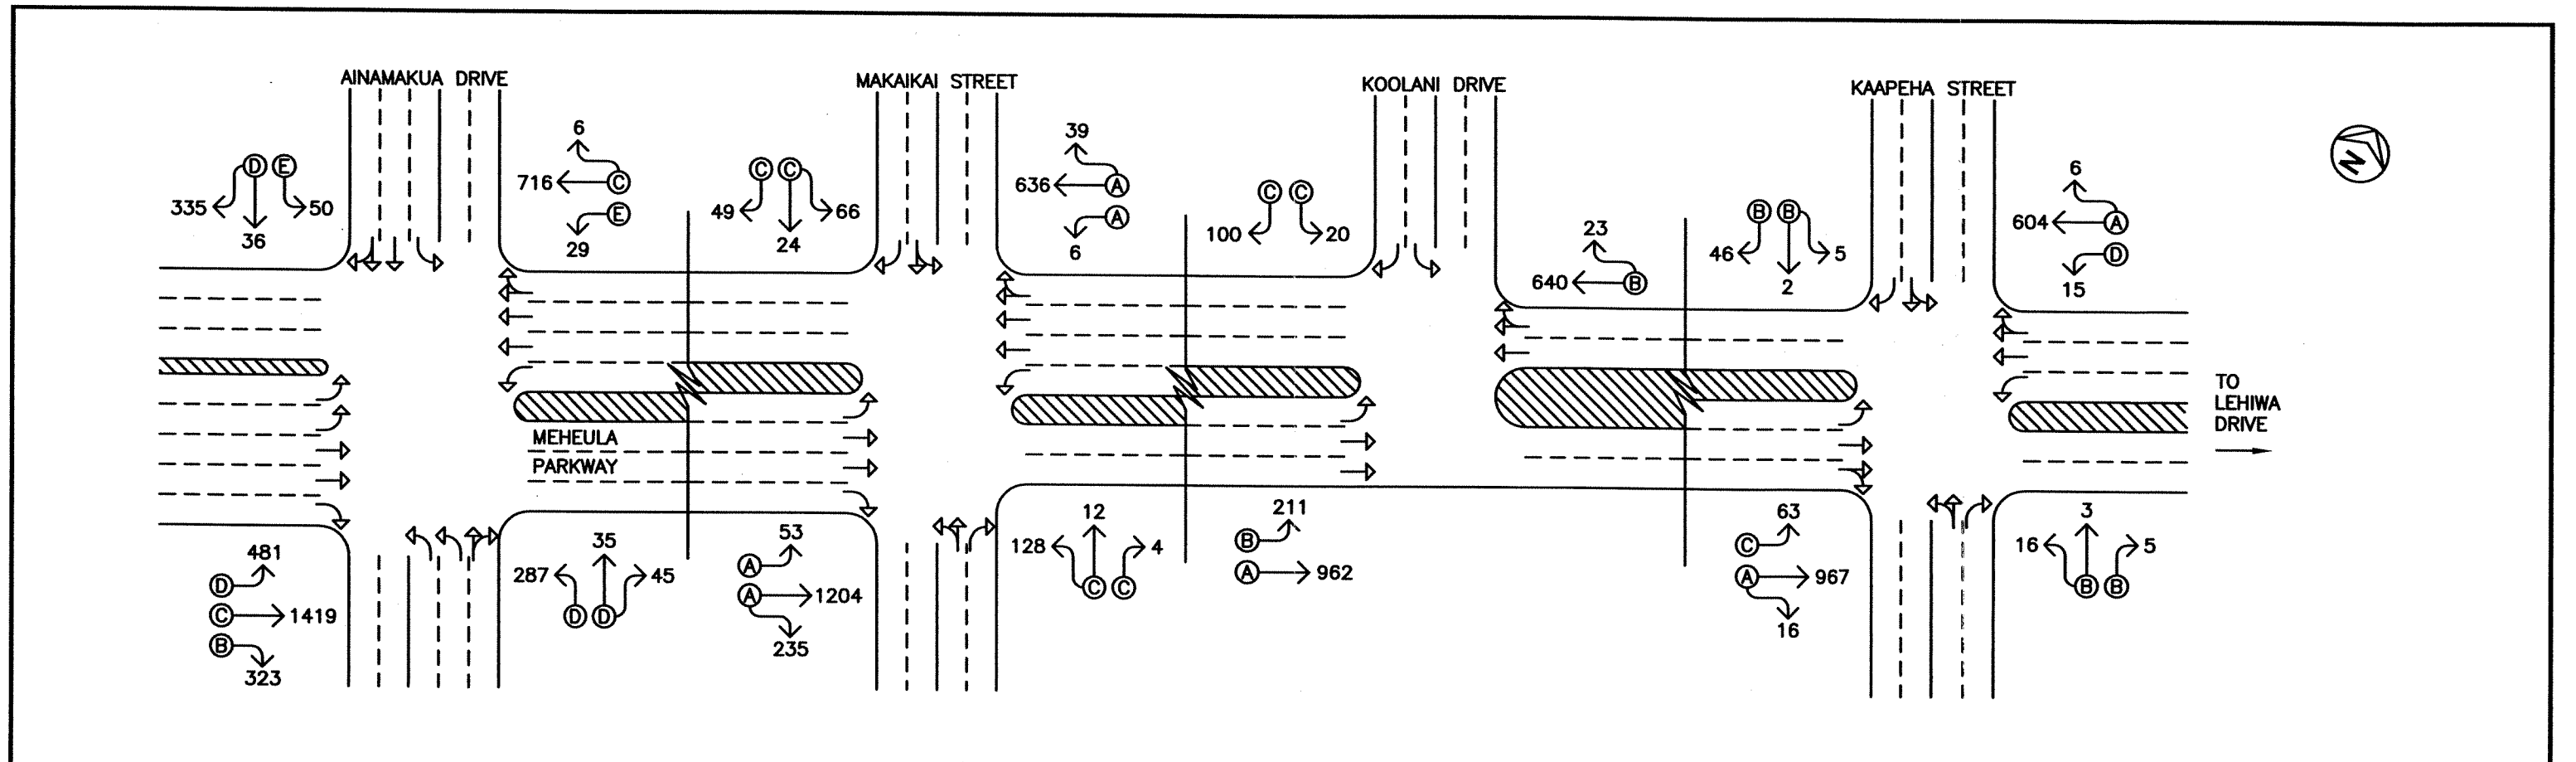 AINAMAKUA DRIVE
MAKAIKAI STREET
KOOLANI DRIVE
KAAPEHA STREET
D E
335 50
36
6
716 C
E
29
C C
49 66
24
39
636 A
A
6
C C
100 20
23
640 B
B B
46 5
2
6
604 A
D
15
N
MEHEULA
PARKWAY
TO
LEHIWA
DRIVE
481
D
C 1419
B
323
35
287 45
D D
53
A
A 1204
235
12
128 4
C C
211
B
A 962
63
C
A 967
16
3
16 5
B B